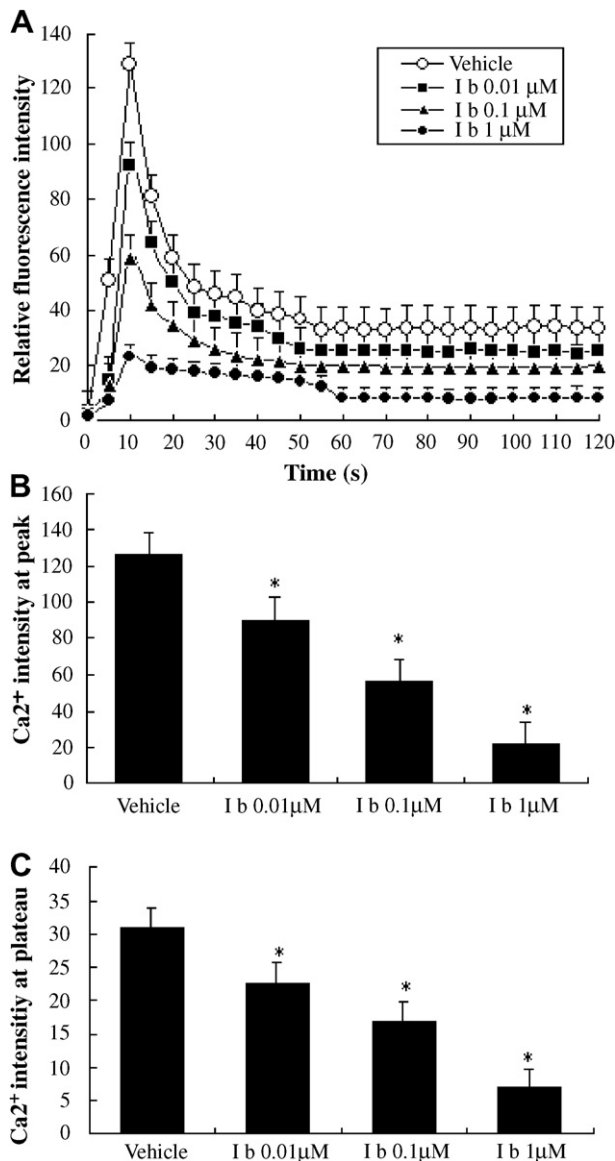 A
140
120
100
80
60
40
20
0
Relative fluorescence intensity
Vehicle
I b 0.01 µM
I b 0.1 µM
I b 1 µM
0 10 20 30 40 50 60 70 80 90 100 110 120
Time (s)
B
160
140
120
100
80
60
40
20
0
Ca2+ intensity at peak
* * *
Vehicle I b 0.01µM I b 0.1µM I b 1µM
C
40
35
30
25
20
15
10
5
0
Ca2+ intensitiy at plateau
* * *
Vehicle I b 0.01µM I b 0.1µM I b 1µM